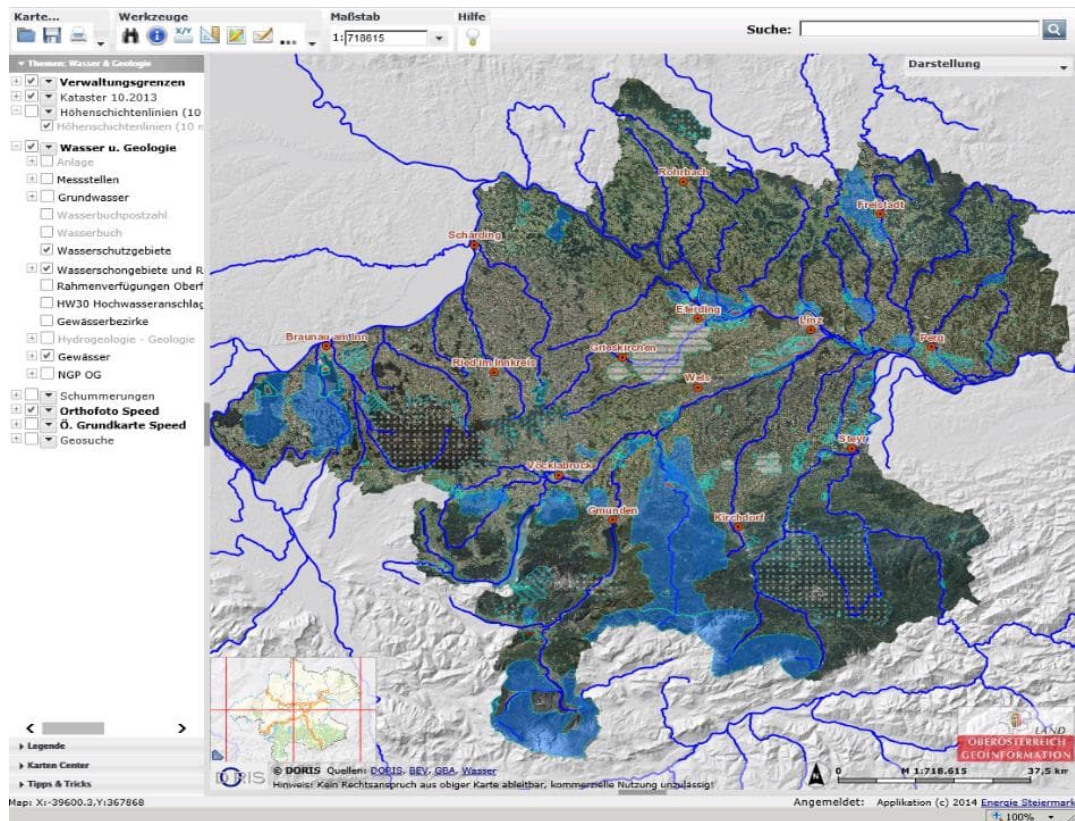 Karte... Werkzeuge Maßstab Hilfe
X/Y ... 1: 718615
Suche:
Themen: Wasser & Geologie
Darstellung
Verwaltungsgrenzen
Kataster 10.2013
Höhenschichtenlinien (10
Höhenschichtenlinien (10 m
Wasser u. Geologie
Anlage
Messstellen
Grundwasser
Wasserbuchpostzahl
Wasserbuch
Wasserschutzgebiete
Wasserschongebiete und R
Rahmenverfügungen Oberf
HW30 Hochwasseranschlag
Gewässerbezirke
Hydrogeologie - Geologie
Gewässer
NGP OG
Schummerungen
Orthofoto Speed
Ö. Grundkarte Speed
Geosuche
Rohrbach
Freistadt
Schärding
Eferding
Linz
Braunau am Inn
Grieskirchen
Perg
Ried im Innkreis
Wels
Steyr
Vöcklabruck
Gmunden
Kirchdorf
Legende
Karten Center
Tipps & Tricks
LAND
OBERÖSTERREICH
GEOINFORMATION
DORIS
© DORIS Quellen: DORIS, BEV, GBA, Wasser
Hinweis: Kein Rechtsanspruch aus obiger Karte ableitbar, kommerzielle Nutzung unzulässig!
N 0 M 1:718.615 37,5 km
Map: X:-39600.3,Y:367868
Angemeldet: Applikation (c) 2014 Energie Steiermark
100%